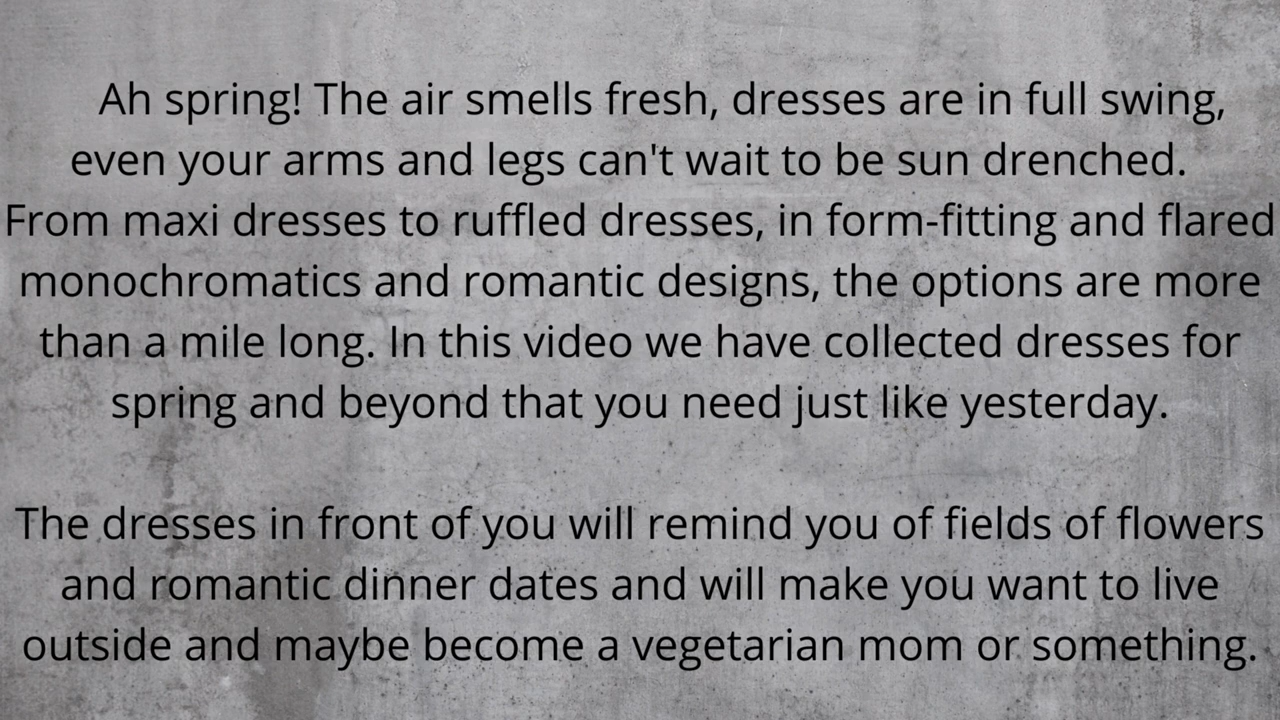 Ah spring! The air smells fresh, dresses are in full swing,
even your arms and legs can't wait to be sun drenched.
From maxi dresses to ruffled dresses, in form-fitting and flared
monochromatics and romantic designs, the options are more
than a mile long. In this video we have collected dresses for
spring and beyond that you need just like yesterday.
The dresses in front of you will remind you of fields of flowers
and romantic dinner dates and will make you want to live
outside and maybe become a vegetarian mom or something.